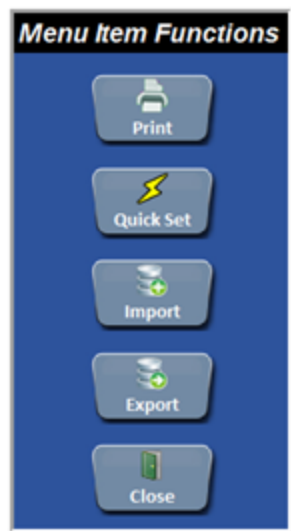 Menu Item Functions
Print
Quick Set
Import
Export
Close